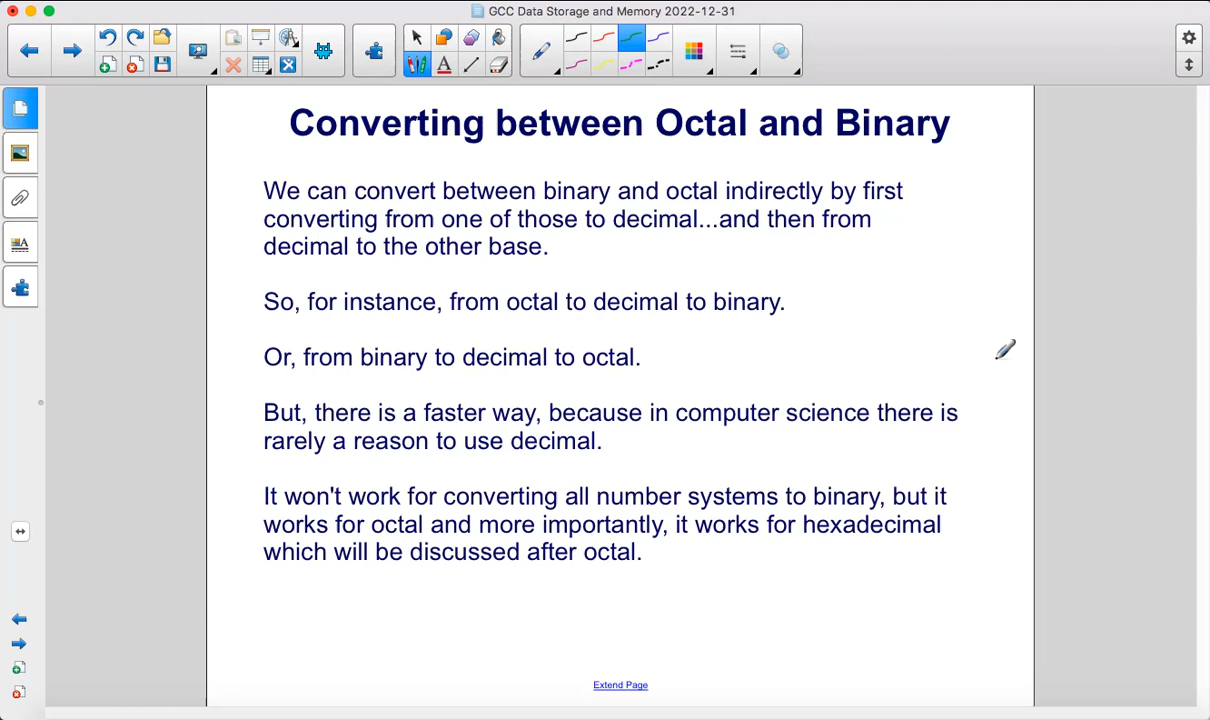 GCC Data Storage and Memory 2022-12-31
Converting between Octal and Binary
We can convert between binary and octal indirectly by first
converting from one of those to decimal...and then from
decimal to the other base.
So, for instance, from octal to decimal to binary.
Or, from binary to decimal to octal.
But, there is a faster way, because in computer science there is
rarely a reason to use decimal.
It won't work for converting all number systems to binary, but it
works for octal and more importantly, it works for hexadecimal
which will be discussed after octal.
Extend Page